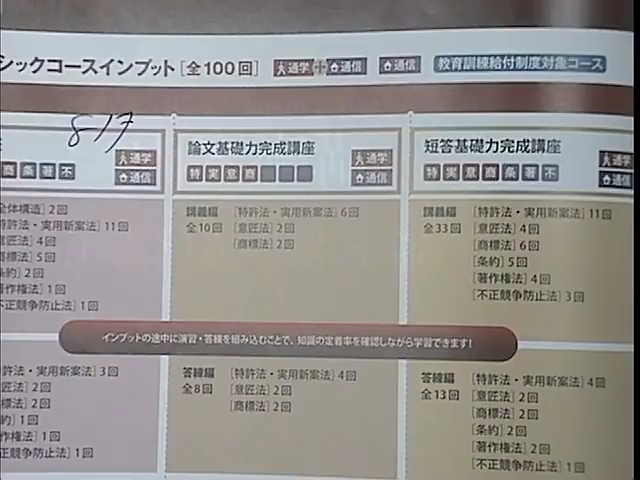 シックコースインプット［全100回］ 通学＋通信 通信 教育訓練給付制度対象コース
817
通学
商条著不 通信
論文基礎力完成講座
通学
特実意商 通信
短答基礎力完成講座
通学
特実意商条著不 通信
全体構造］2回
特許法・実用新案法］11回
意匠法］4回
商標法］5回
条約］2回
著作権法］1回
不正競争防止法］1回
講義編 ［特許法・実用新案法］6回
全10回 ［意匠法］2回
［商標法］2回
講義編 ［特許法・実用新案法］11回
全33回 ［意匠法］4回
［商標法］6回
［条約］5回
［著作権法］4回
［不正競争防止法］3回
インプットの途中に演習・答練を組み込むことで、知識の定着率を確認しながら学習できます！
許法・実用新案法］3回
匠法］2回
標法］2回
約］1回
作権法］1回
正競争防止法］1回
答練編 ［特許法・実用新案法］4回
全8回 ［意匠法］2回
［商標法］2回
答練編 ［特許法・実用新案法］4回
全13回 ［意匠法］2回
［商標法］2回
［条約］2回
［著作権法］2回
［不正競争防止法］1回